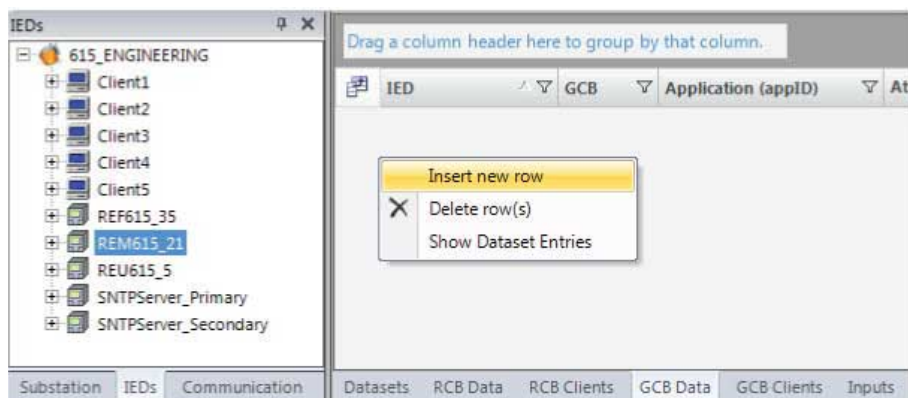 IEDs
615_ENGINEERING
Client1
Client2
Client3
Client4
Client5
REF615_35
REM615_21
REU615_5
SNTPServer_Primary
SNTPServer_Secondary
Substation IEDs Communication
Drag a column header here to group by that column.
IED GCB Application (appID) At
Insert new row
Delete row(s)
Show Dataset Entries
Datasets RCB Data RCB Clients GCB Data GCB Clients Inputs